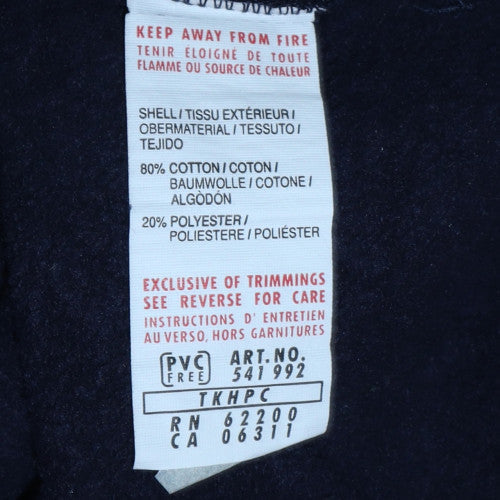 KEEP AWAY FROM FIRE
TENIR ELOIGNÉ DE TOUTE
FLAMME OU SOURCE DE CHALEUR
SHELL / TISSU EXTÉRIEUR /
OBERMATERIAL / TESSUTO /
TEJIDO
80% COTTON / COTON /
BAUMWOLLE / COTONE /
ALGÒDÓN
20% POLYESTER /
POLIESTERE / POLIÉSTER
EXCLUSIVE OF TRIMMINGS
SEE REVERSE FOR CARE
INSTRUCTIONS D' ENTRETIEN
AU VERSO, HORS GARNITURES
PVC FREE ART.NO. 541 992
TKHPC
RN 62200
CA 06311